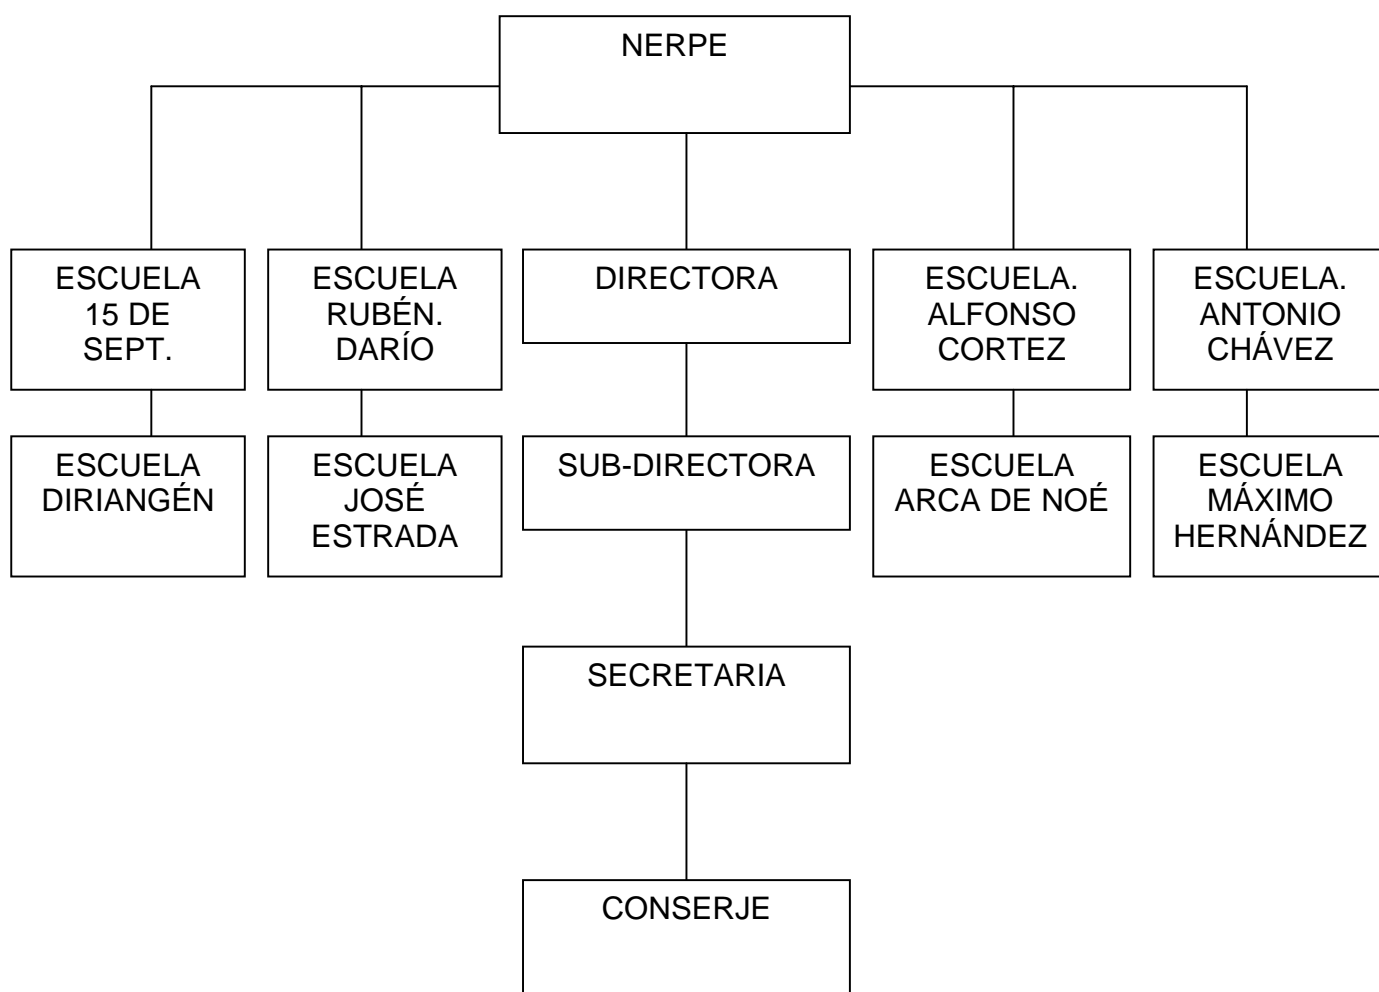 NERPE
ESCUELA
15 DE
SEPT.
ESCUELA
RUBÉN.
DARÍO
DIRECTORA
ESCUELA.
ALFONSO
CORTEZ
ESCUELA.
ANTONIO
CHÁVEZ
ESCUELA
DIRIANGÉN
ESCUELA
JOSÉ
ESTRADA
SUB-DIRECTORA
ESCUELA
ARCA DE NOÉ
ESCUELA
MÁXIMO
HERNÁNDEZ
SECRETARIA
CONSERJE